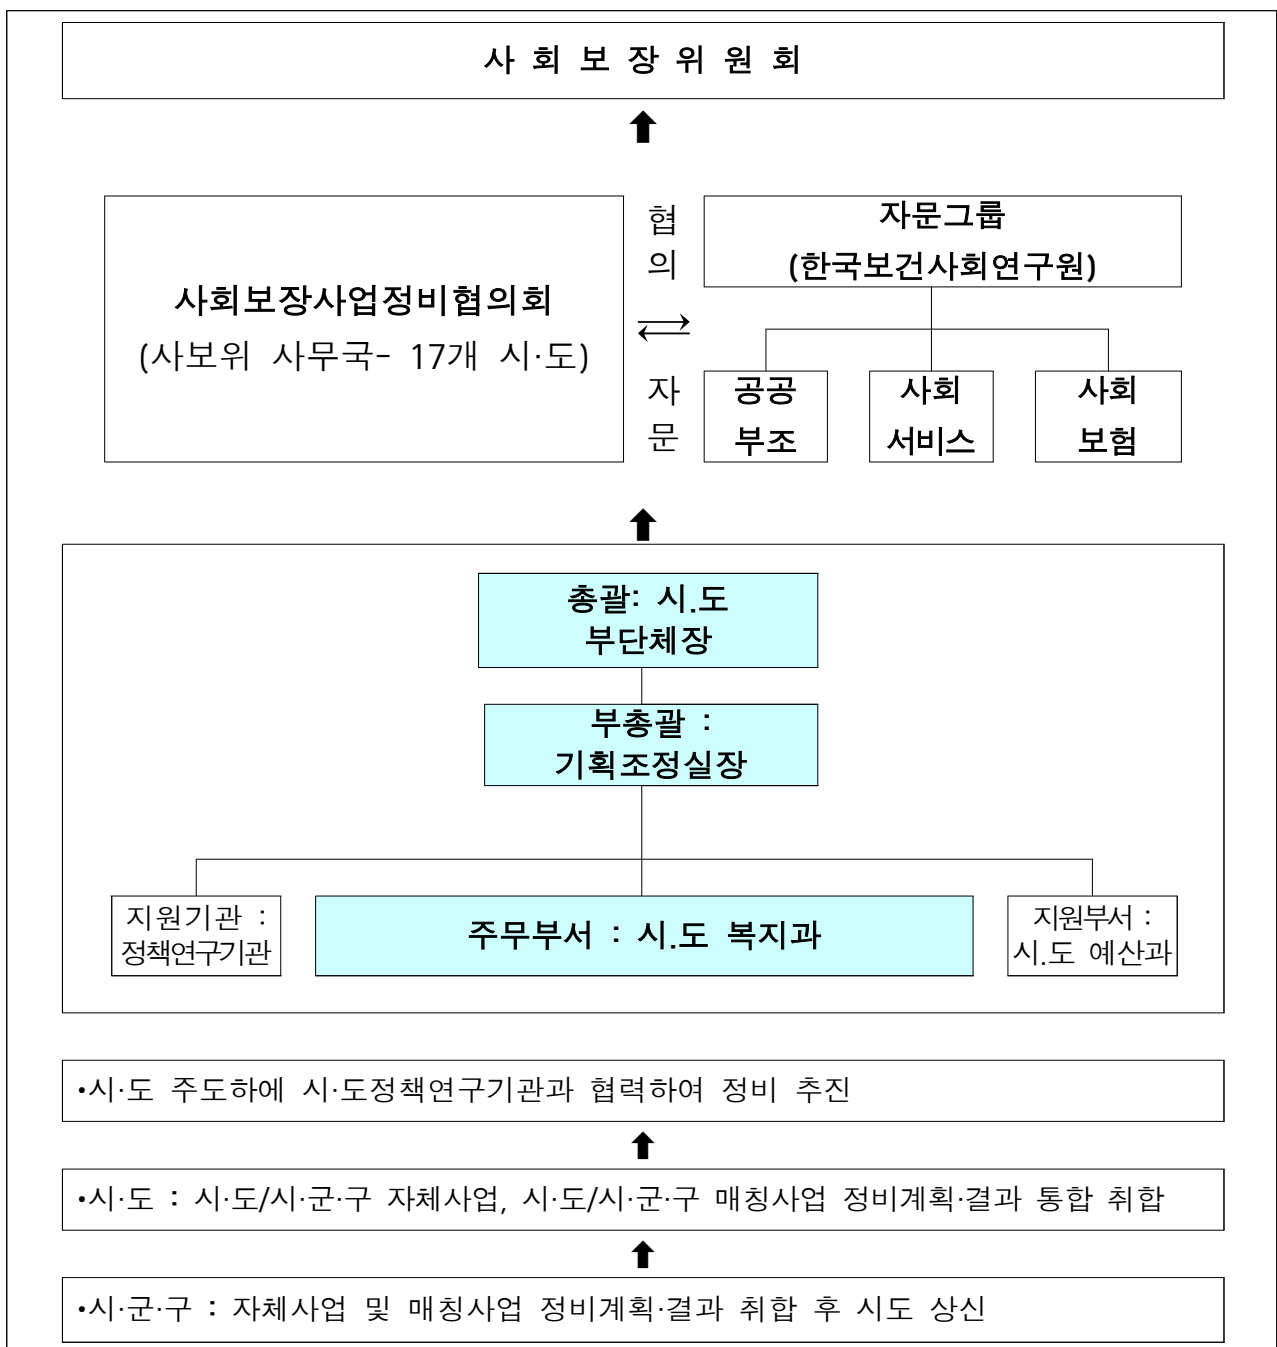 사 회 보 장 위 원 회
사회보장사업정비협의회
(사보위 사무국- 17개 시·도)
협
의
자
문
자문그룹
(한국보건사회연구원)
공공
부조
사회
서비스
사회
보험
총괄: 시.도
부단체장
부총괄 :
기획조정실장
지원기관 :
정책연구기관
주무부서 : 시.도 복지과
지원부서 :
시.도 예산과
•시·도 주도하에 시·도정책연구기관과 협력하여 정비 추진
•시·도 : 시·도/시·군·구 자체사업, 시·도/시·군·구 매칭사업 정비계획·결과 통합 취합
•시·군·구 : 자체사업 및 매칭사업 정비계획·결과 취합 후 시도 상신